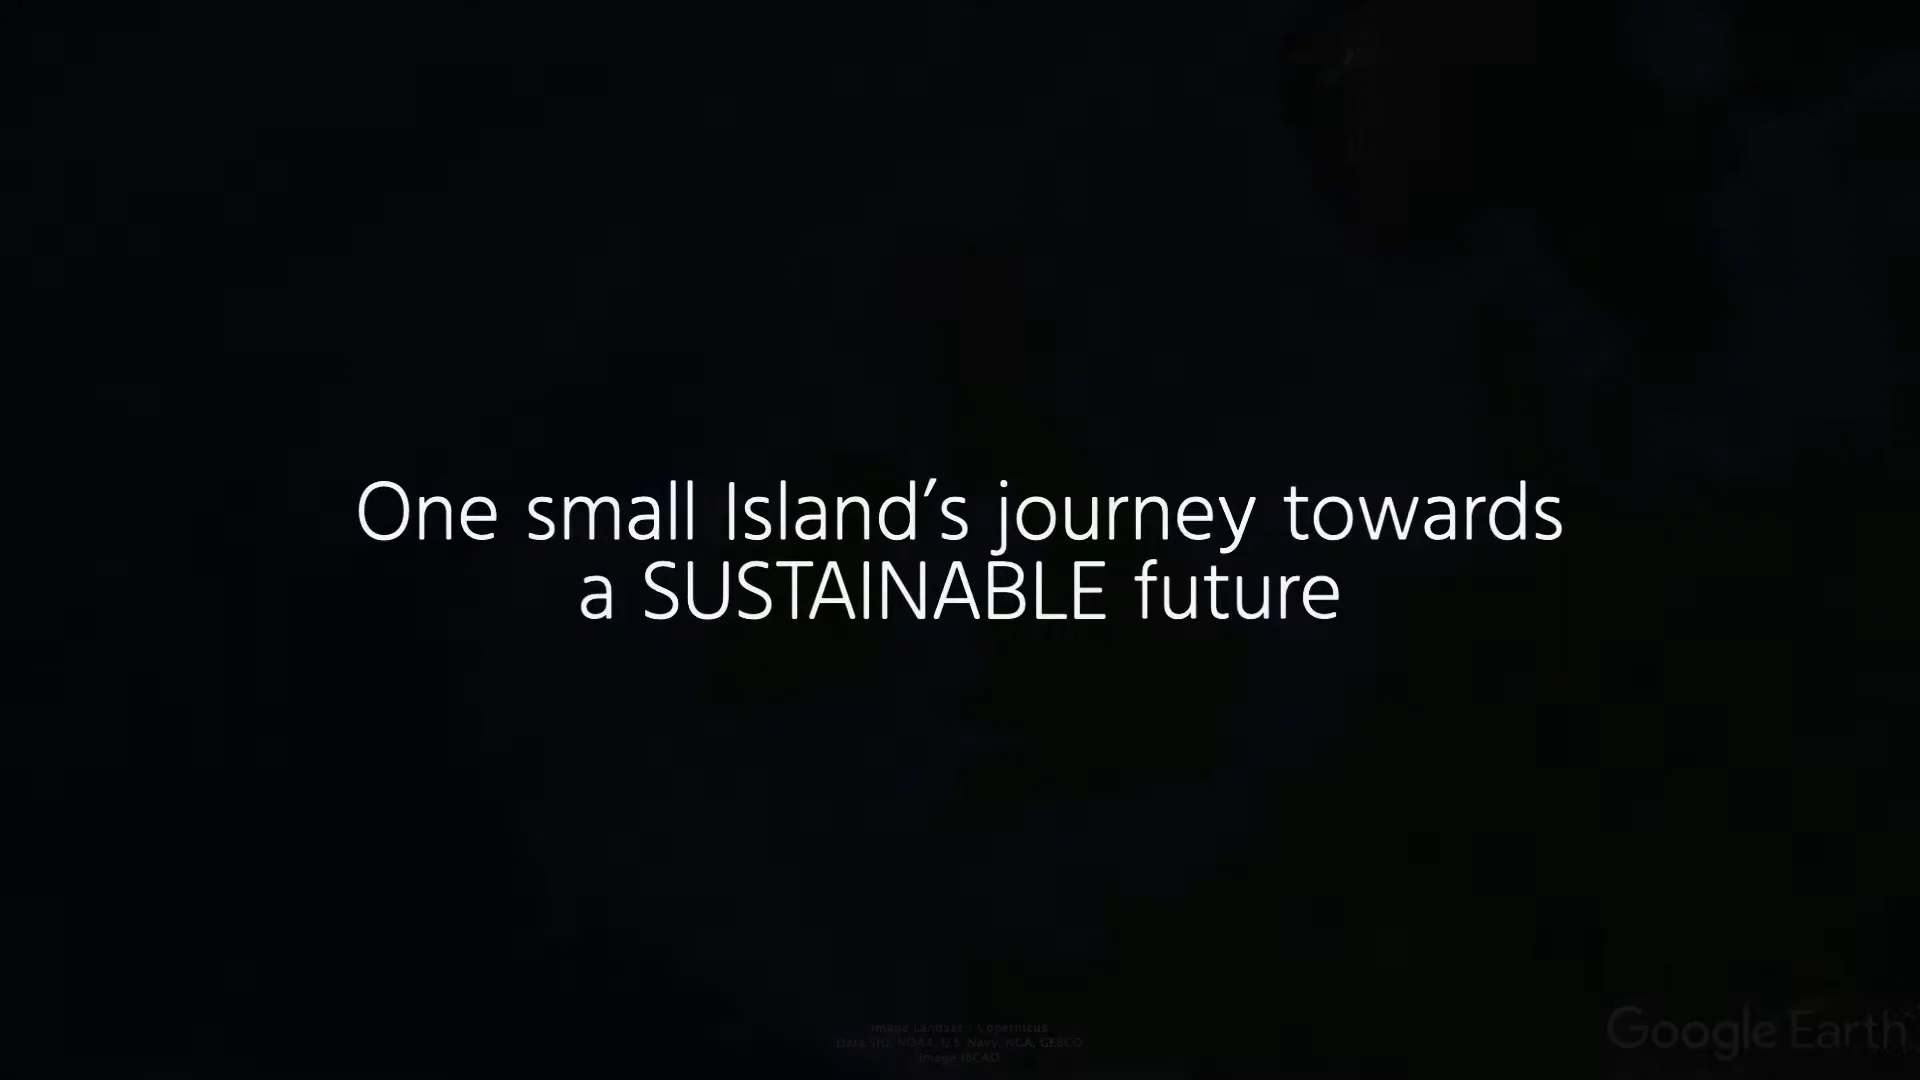 One small Island's journey towards
a SUSTAINABLE future
Image Landsat / Copernicus
Data SIO, NOAA, U.S. Navy, NGA, GEBCO
Image IBCAO
Google Earth